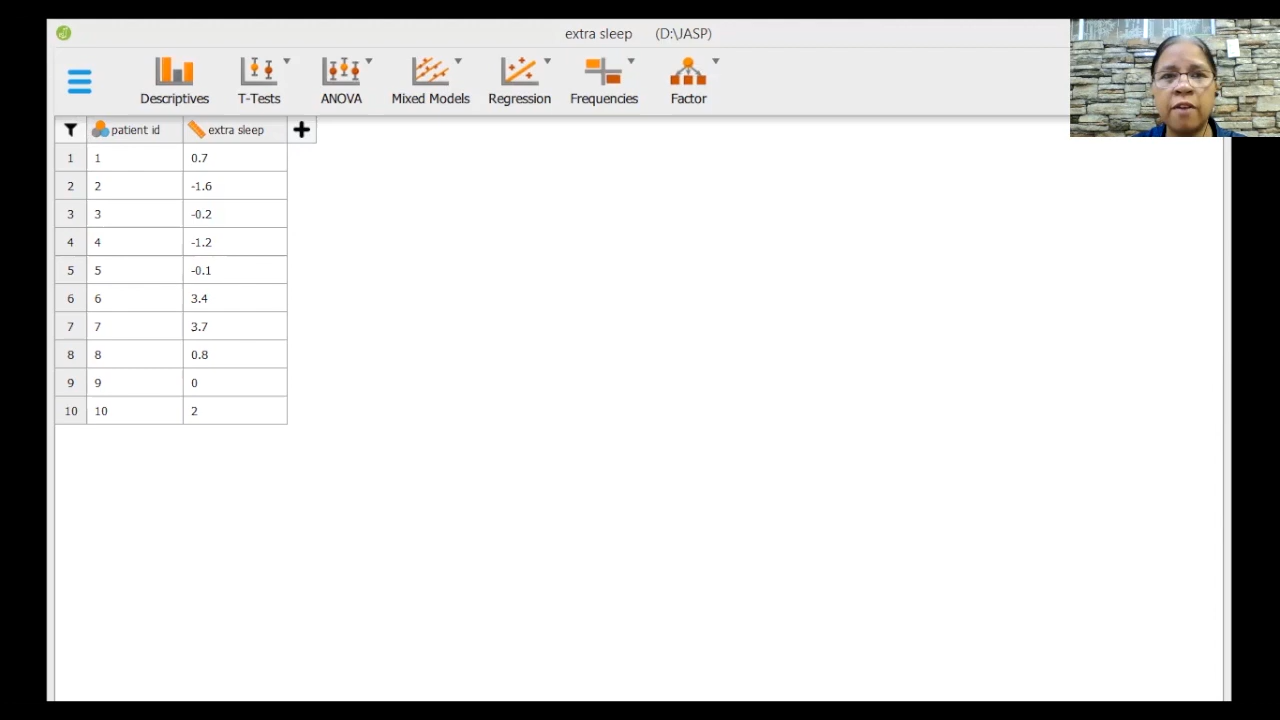 extra sleep (D:\JASP)
Descriptives T-Tests ANOVA Mixed Models Regression Frequencies Factor
patient id extra sleep
1 1 0.7
2 2 -1.6
3 3 -0.2
4 4 -1.2
5 5 -0.1
6 6 3.4
7 7 3.7
8 8 0.8
9 9 0
10 10 2